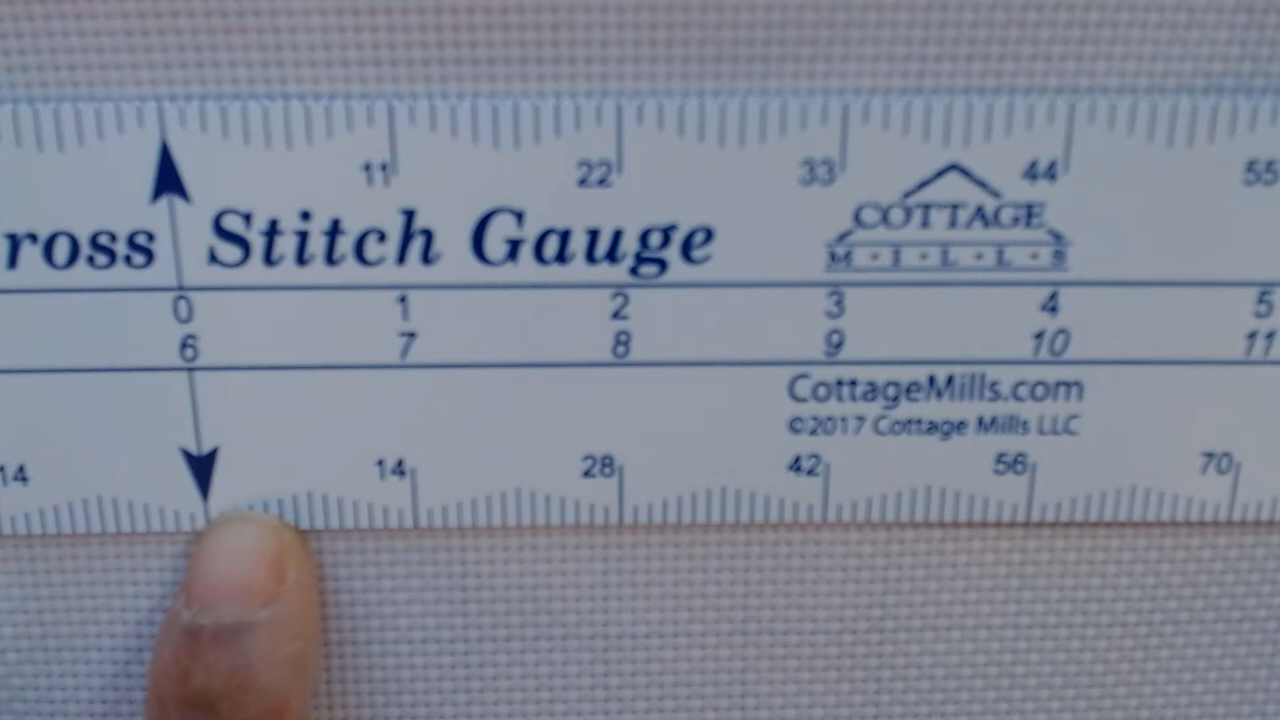 11 22 33 44 55
ross Stitch Gauge
COTTAGE
M·I·L·L·S
0 1 2 3 4 5
6 7 8 9 10 11
CottageMills.com
©2017 Cottage Mills LLC
14 14 28 42 56 70